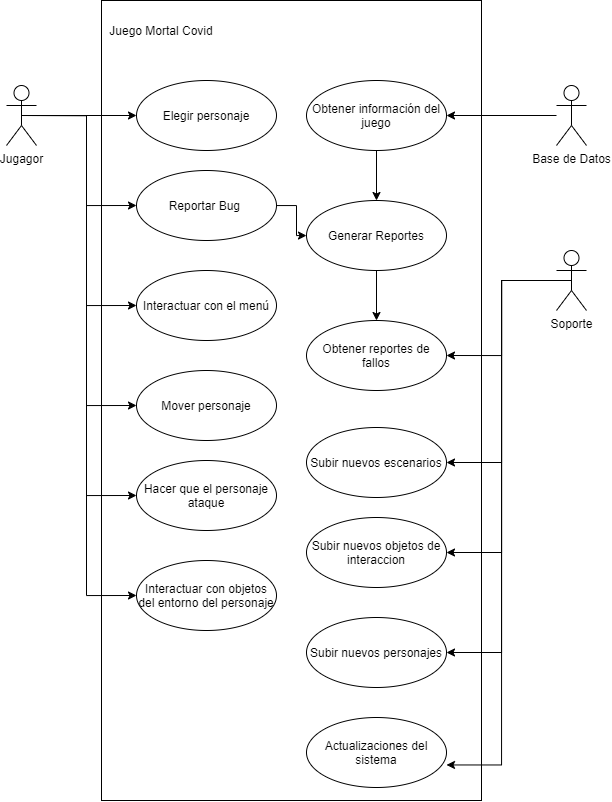 Juego Mortal Covid
Jugagor
Elegir personaje
Reportar Bug
Interactuar con el menú
Mover personaje
Hacer que el personaje
ataque
Interactuar con objetos
del entorno del personaje
Obtener información del
juego
Generar Reportes
Obtener reportes de
fallos
Subir nuevos escenarios
Subir nuevos objetos de
interaccion
Subir nuevos personajes
Actualizaciones del
sistema
Base de Datos
Soporte